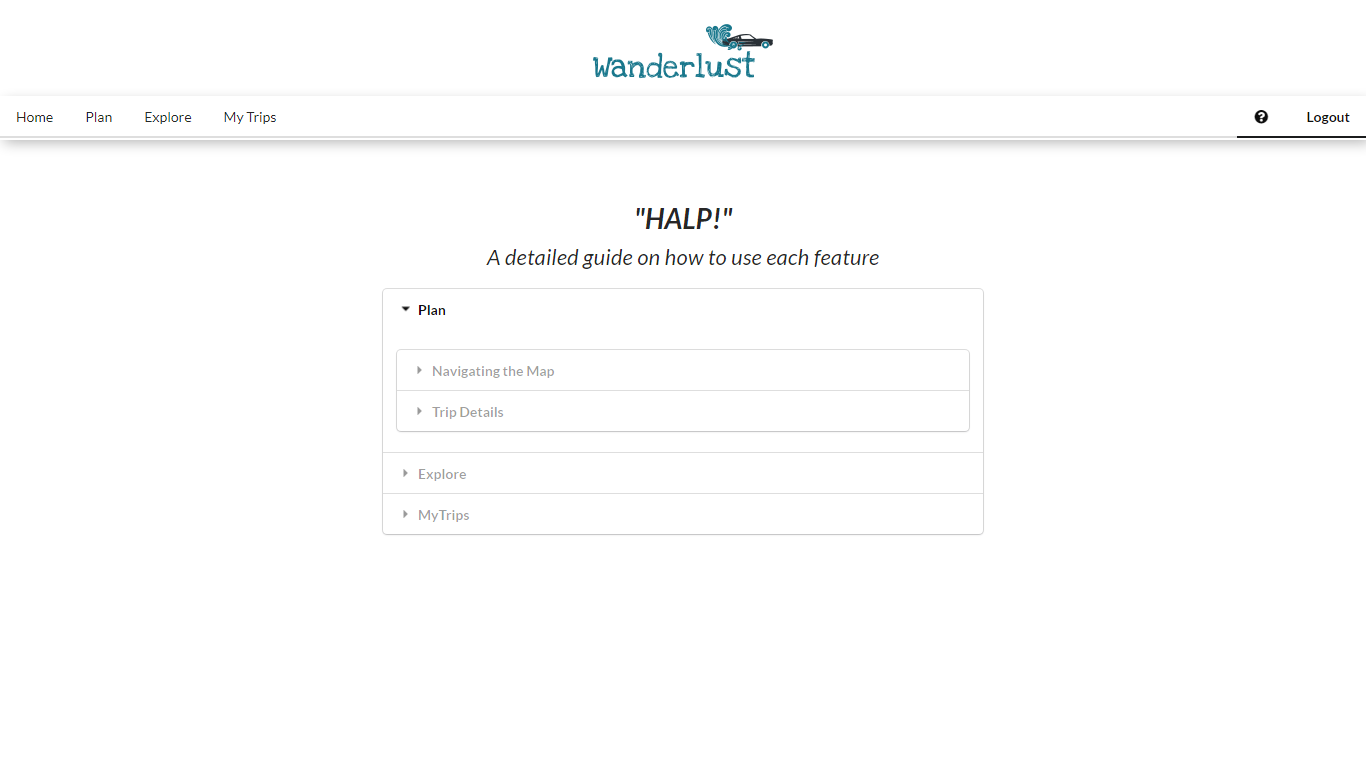 wanderlust
Home Plan Explore My Trips Logout
"HALP!"
A detailed guide on how to use each feature
Plan
Navigating the Map
Trip Details
Explore
MyTrips